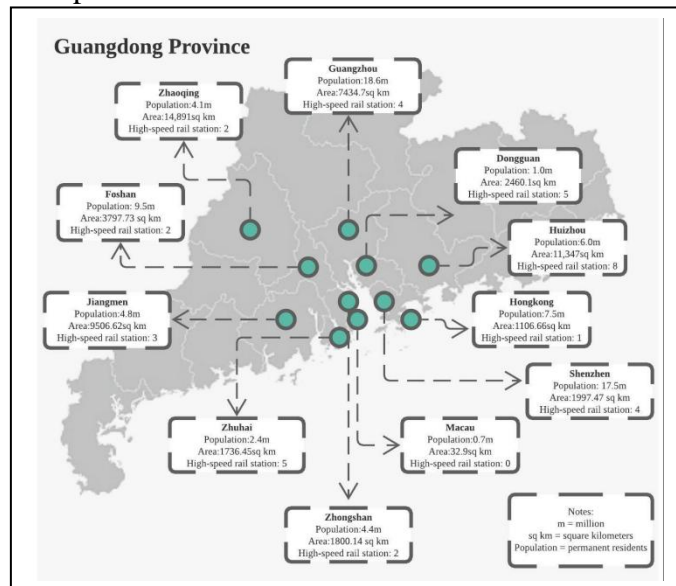 Guangdong Province
Guangzhou
Population:18.6m
Area:7434.7sq km
High-speed rail station: 4
Zhaoqing
Population:4.1m
Area:14,891sq km
High-speed rail station: 2
Dongguan
Population: 1.0m
Area: 2460.1sq km
High-speed rail station: 5
Foshan
Population: 9.5m
Area:3797.73 sq km
High-speed rail station: 2
Huizhou
Population:6.0m
Area:11,347sq km
High-speed rail station: 8
Jiangmen
Population:4.8m
Area:9506.62sq km
High-speed rail station: 3
Hongkong
Population:7.5m
Area:1106.66sq km
High-speed rail station: 1
Shenzhen
Population: 17.5m
Area:1997.47 sq km
High-speed rail station: 4
Zhuhai
Population:2.4m
Area:1736.45sq km
High-speed rail station: 5
Macau
Population:0.7m
Area:32.9sq km
High-speed rail station: 0
Zhongshan
Population:4.4m
Area:1800.14 sq km
High-speed rail station: 2
Notes:
m = million
sq km = square kilometers
Population = permanent residents